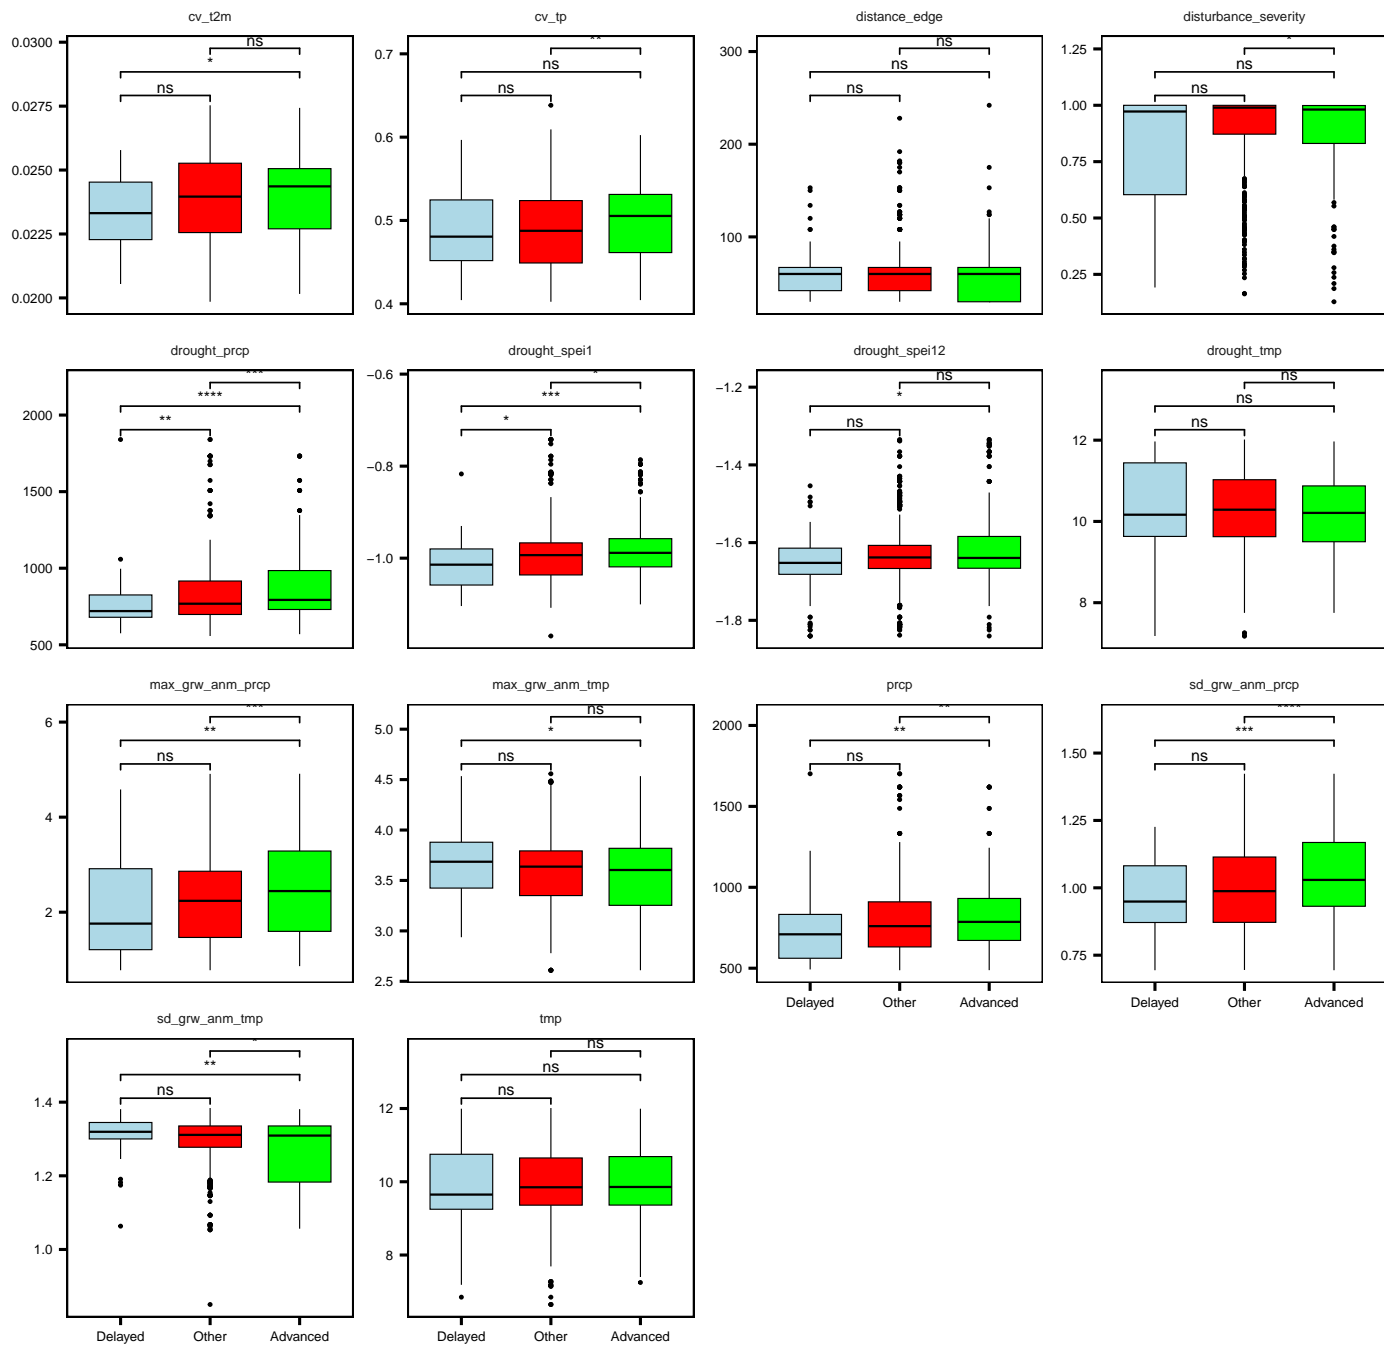 cv_t2m
cv_tp
distance_edge
disturbance_severity
0.0300
0.0275
0.0250
0.0225
0.0200
ns
*
ns
0.7
0.6
0.5
0.4
**
ns
ns
300
200
100
ns
ns
ns
1.25
1.00
0.75
0.50
0.25
*
ns
ns
drought_prcp
drought_spei1
drought_spei12
drought_tmp
2000
1500
1000
500
***
****
**
−0.6
−0.8
−1.0
*
***
*
−1.2
−1.4
−1.6
−1.8
ns
*
ns
12
10
8
ns
ns
ns
max_grw_anm_prcp
max_grw_anm_tmp
prcp
sd_grw_anm_prcp
6
4
2
***
**
ns
5.0
4.5
4.0
3.5
3.0
2.5
ns
*
ns
2000
1500
1000
500
**
**
ns
Delayed Other Advanced
1.50
1.25
1.00
0.75
****
***
ns
Delayed Other Advanced
sd_grw_anm_tmp
tmp
1.4
1.2
1.0
*
**
ns
Delayed Other Advanced
12
10
8
ns
ns
ns
Delayed Other Advanced